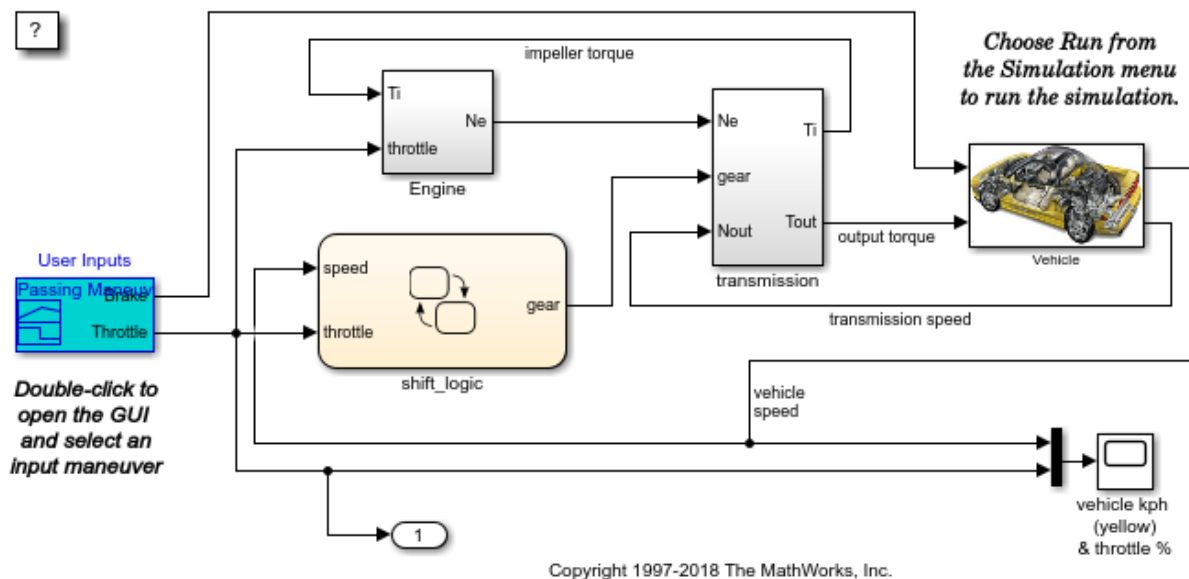 ?
impeller torque
Choose Run from
the Simulation menu
to run the simulation.
Ti
Ne
throttle
Engine
Ne
Ti
gear
Nout
Tout
transmission
output torque
Vehicle
transmission speed
User Inputs
Passing Maneuv
Brake
Throttle
speed
throttle
gear
shift_logic
Double-click to
open the GUI
and select an
input maneuver
vehicle
speed
1
vehicle kph
(yellow)
& throttle %
Copyright 1997-2018 The MathWorks, Inc.